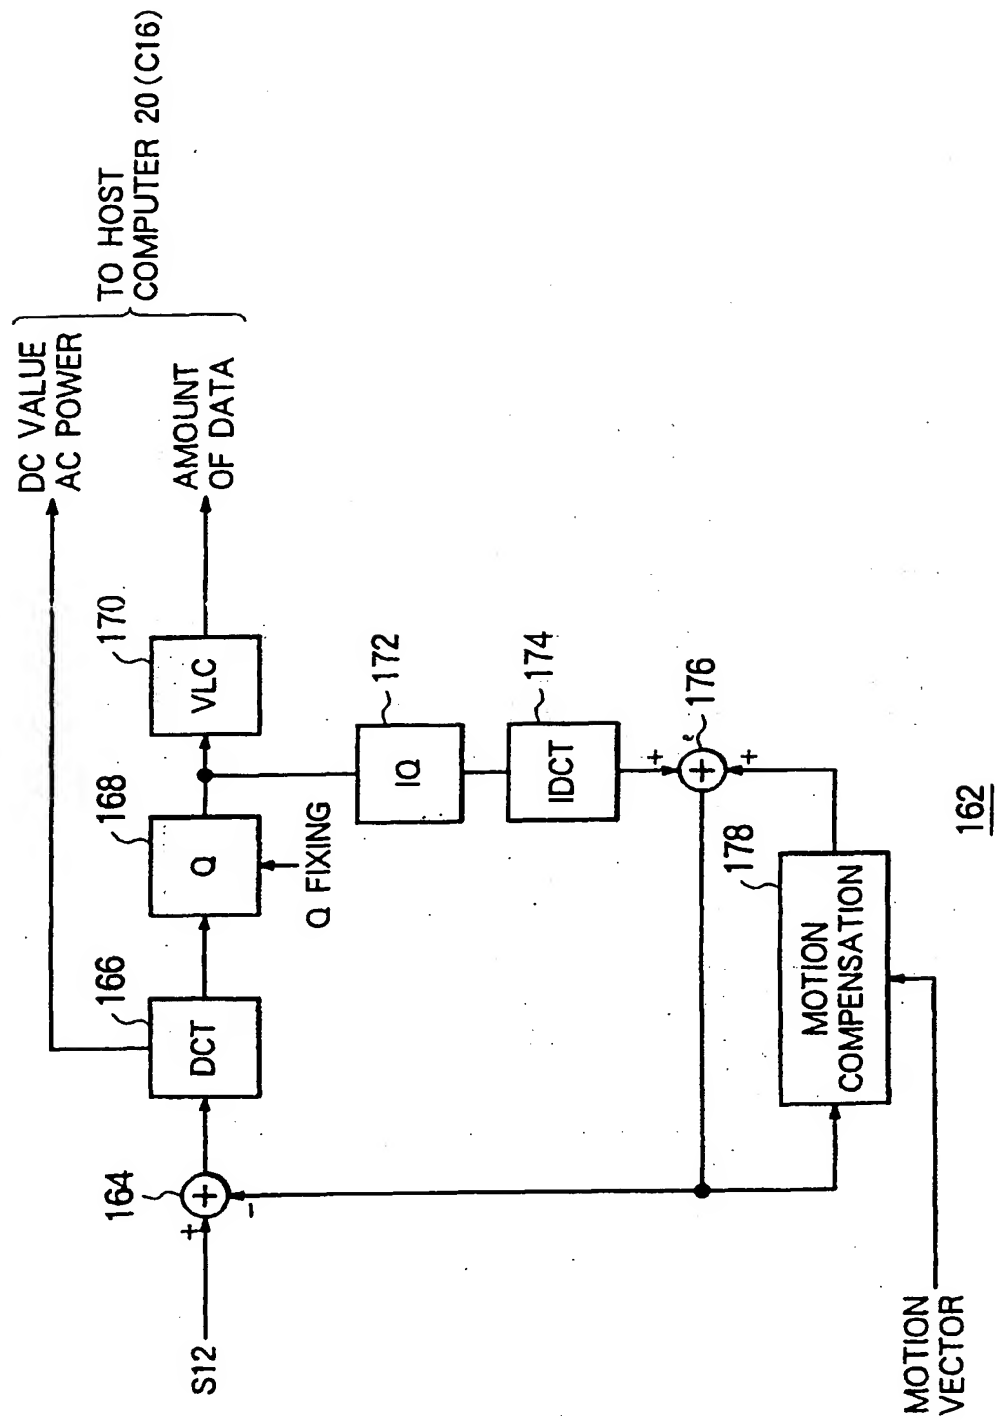 DC VALUE
AC POWER
TO HOST
COMPUTER 20 (C16)
AMOUNT
OF DATA
S12
+
-
164
+
166
DCT
168
Q
Q FIXING
170
VLC
172
IQ
174
IDCT
176
+
+
+
178
MOTION
COMPENSATION
MOTION
VECTOR
162